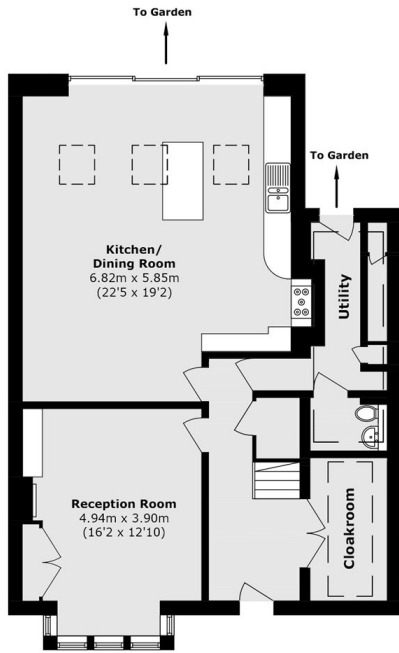 To Garden
To Garden
Kitchen/
Dining Room
6.82m x 5.85m
(22'5 x 19'2)
Utility
Reception Room
4.94m x 3.90m
(16'2 x 12'10)
Cloakroom